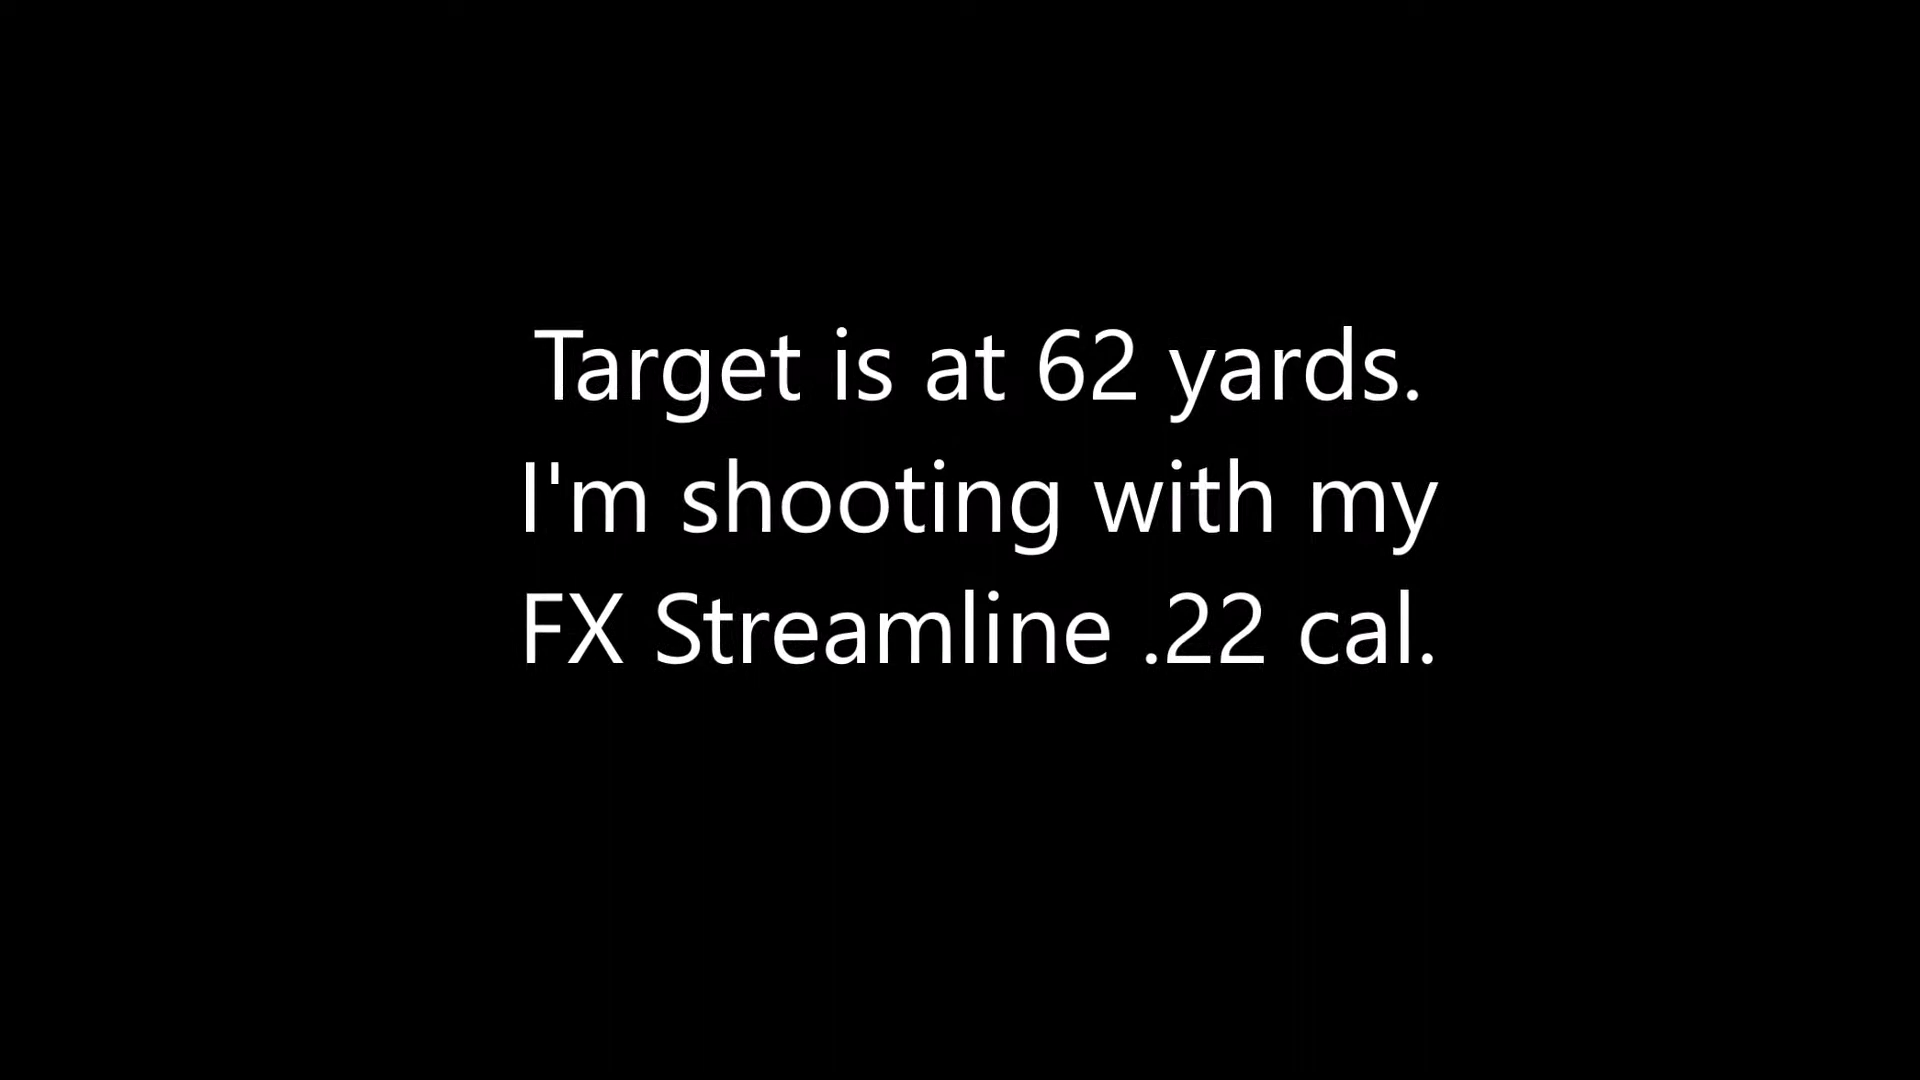 Target is at 62 yards.
I'm shooting with my
FX Streamline .22 cal.